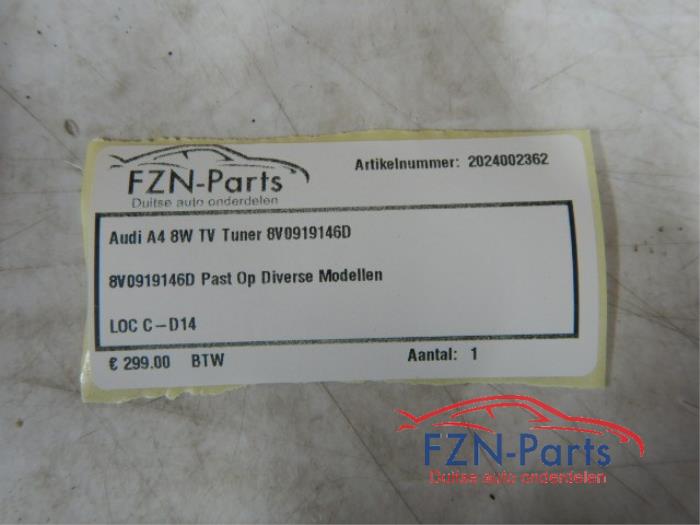 FZN-Parts
Duitse auto onderdelen
Artikelnummer: 2024002362
Audi A4 8W TV Tuner 8V0919146D
8V0919146D Past Op Diverse Modellen
LOC C-D14
€ 299.00 BTW
Aantal: 1
FZN-Parts
Duitse auto onderdelen